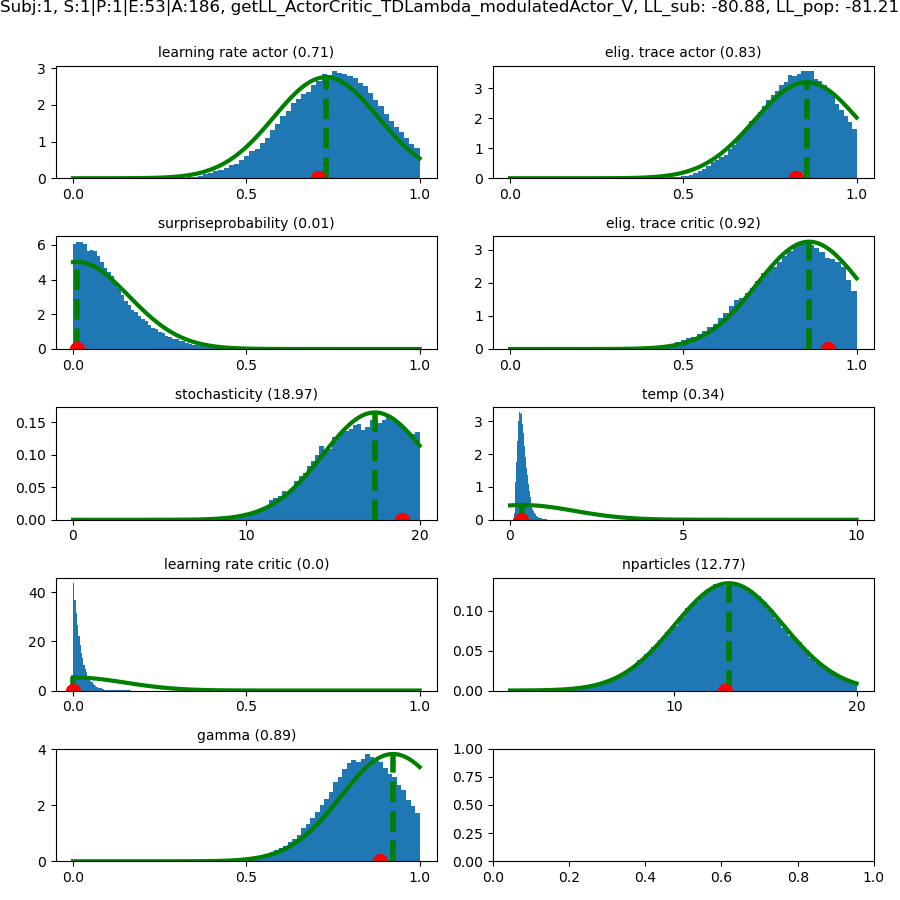 Subj:1, S:1|P:1|E:53|A:186, getLL_ActorCritic_TDLambda_modulatedActor_V, LL_sub: -80.88, LL_pop: -81.21
learning rate actor (0.71)
3
2
1
0
0.0 0.5 1.0
elig. trace actor (0.83)
3
2
1
0
0.0 0.5 1.0
surpriseprobability (0.01)
6
4
2
0
0.0 0.5 1.0
elig. trace critic (0.92)
3
2
1
0
0.0 0.5 1.0
stochasticity (18.97)
0.15
0.10
0.05
0.00
0 10 20
temp (0.34)
3
2
1
0
0 5 10
learning rate critic (0.0)
40
20
0
0.0 0.5 1.0
nparticles (12.77)
0.10
0.05
0.00
10 20
gamma (0.89)
4
2
0
0.0 0.5 1.0
1.00
0.75
0.50
0.25
0.00
0.0 0.2 0.4 0.6 0.8 1.0